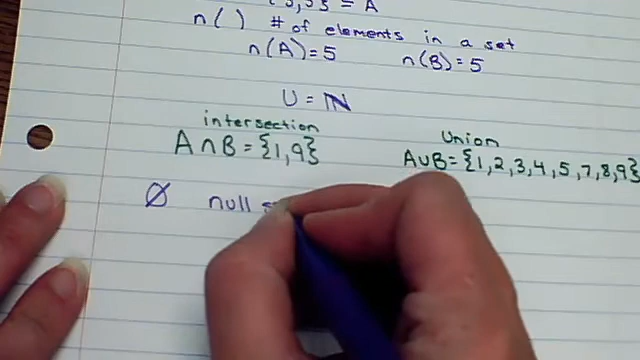 = A
n( ) # of elements in a set
n(A)=5 n(B)=5
U = ℕ
intersection Union
A∩B = {1,9} A∪B= {1,2,3,4,5,7,8,9}
∅ null s